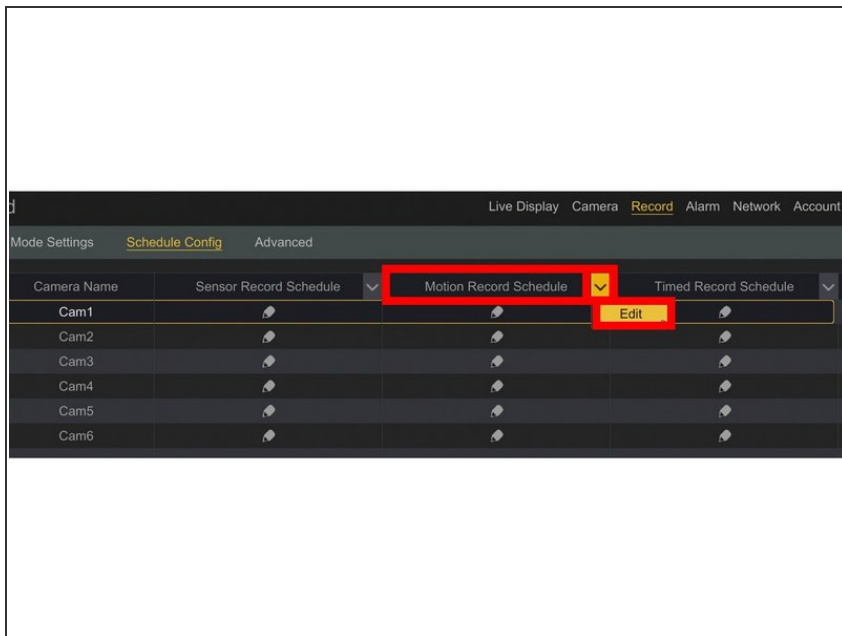 d Live Display Camera Record Alarm Network Account
Mode Settings Schedule Config Advanced
Camera Name Sensor Record Schedule Motion Record Schedule Timed Record Schedule
Cam1 Edit
Cam2
Cam3
Cam4
Cam5
Cam6